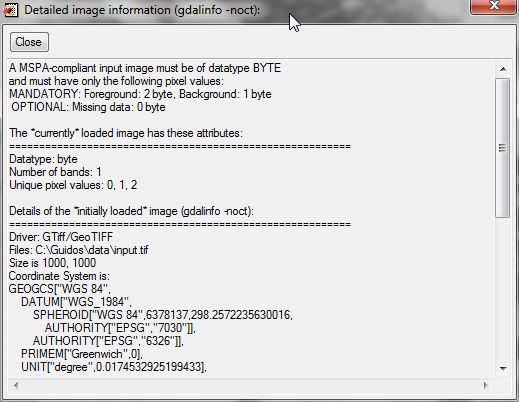 Detailed image information (gdalinfo -noct):
Close
A MSPA-compliant input image must be of datatype BYTE
and must have only the following pixel values:
MANDATORY: Foreground: 2 byte, Background: 1 byte
OPTIONAL: Missing data: 0 byte
The *currently* loaded image has these attributes:
=========================================================
Datatype: byte
Number of bands: 1
Unique pixel values: 0, 1, 2
Details of the *initially loaded* image (gdalinfo -noct):
=========================================================
Driver: GTiff/GeoTIFF
Files: C:\Guidos\data\input.tif
Size is 1000, 1000
Coordinate System is:
GEOGCS["WGS 84",
DATUM["WGS_1984",
SPHEROID["WGS 84",6378137,298.2572235630016,
AUTHORITY["EPSG","7030"]],
AUTHORITY["EPSG","6326"]],
PRIMEM["Greenwich",0],
UNIT["degree",0.0174532925199433],